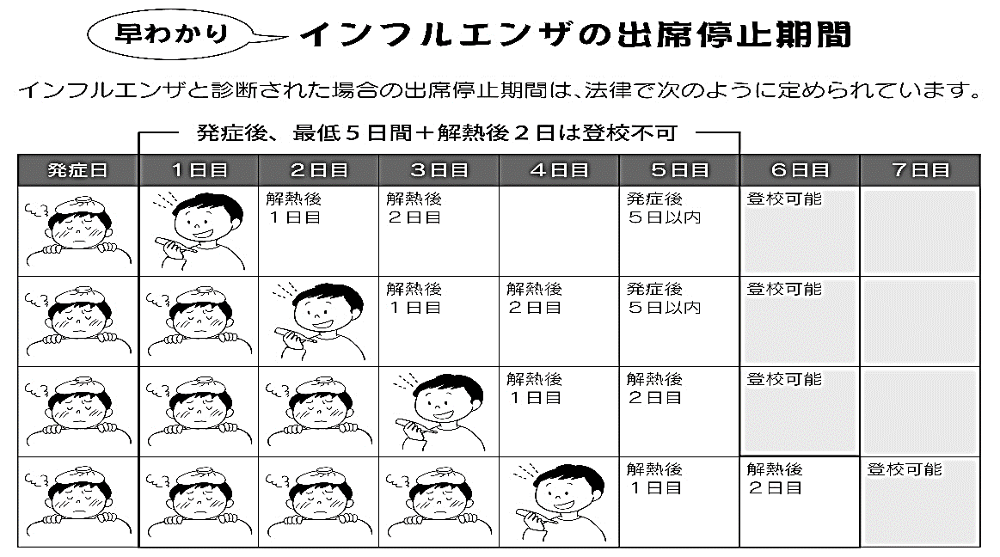 早わかり
インフルエンザの出席停止期間
インフルエンザと診断された場合の出席停止期間は、法律で次のように定められています。
発症後、最低5日間+解熱後2日は登校不可
発症日 1日目 2日目 3日目 4日目 5日目 6日目 7日目
解熱後 解熱後 発症後 登校可能
1日目 2日目 5日以内
解熱後 解熱後 発症後 登校可能
1日目 2日目 5日以内
解熱後 解熱後 登校可能
1日目 2日目
解熱後 解熱後 登校可能
1日目 2日目